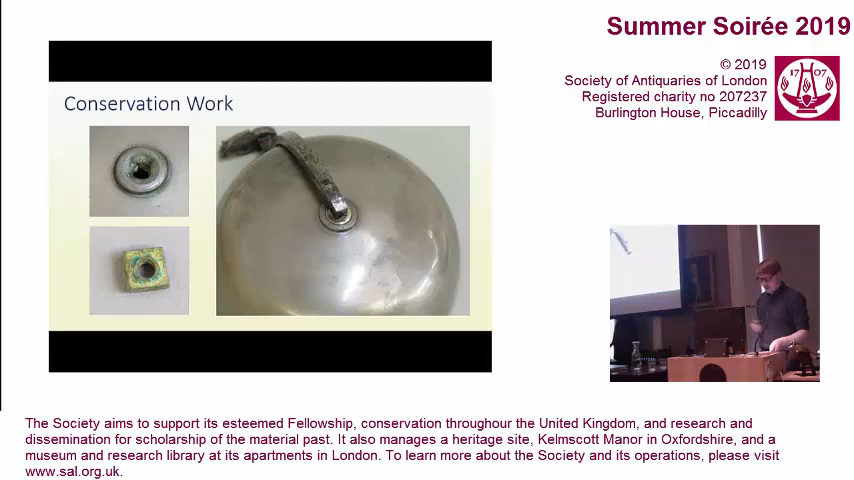 Summer Soirée 2019
© 2019
Society of Antiquaries of London
Registered charity no 207237
Burlington House, Piccadilly
17 07
Conservation Work
The Society aims to support its esteemed Fellowship, conservation throughour the United Kingdom, and research and
dissemination for scholarship of the material past. It also manages a heritage site, Kelmscott Manor in Oxfordshire, and a
museum and research library at its apartments in London. To learn more about the Society and its operations, please visit
www.sal.org.uk.